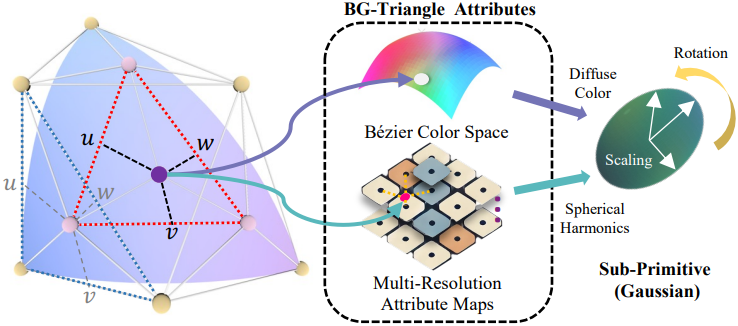 BG-Triangle Attributes
u
w
v
u
w
v
Bézier Color Space
Multi-Resolution
Attribute Maps
Diffuse
Color
Rotation
Scaling
Spherical
Harmonics
Sub-Primitive
(Gaussian)